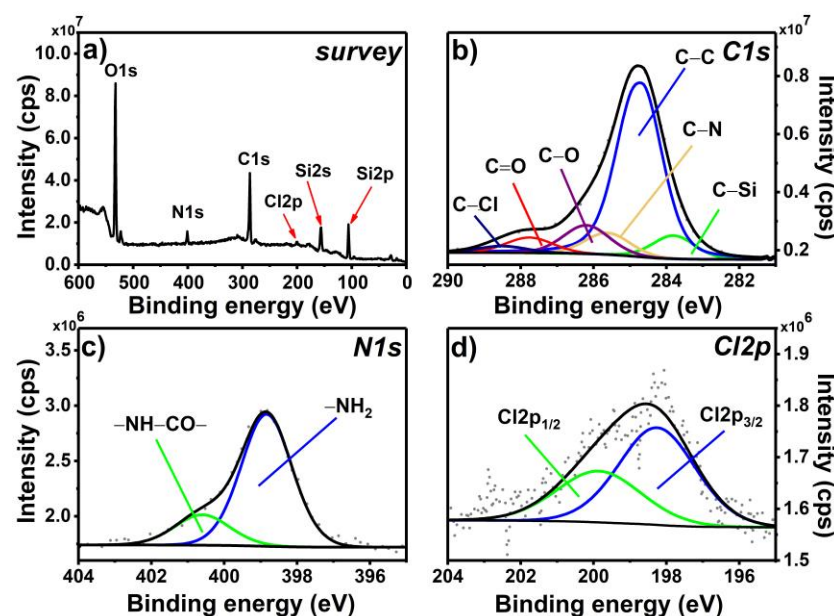 ×10⁷
a)
survey
10.0
8.0
6.0
4.0
2.0
0.0
O1s
N1s
C1s
Cl2p
Si2s
Si2p
600 500 400 300 200 100 0
Intensity (cps)
Binding energy (eV)
×10⁷
b)
C1s
0.8
0.6
0.4
0.2
C–C
C–N
C–O
C=O
C–Cl
C–Si
290 288 286 284 282
Intensity (cps)
Binding energy (eV)
×10⁶
c)
N1s
3.5
3.0
2.5
2.0
–NH–CO–
–NH₂
404 402 400 398 396
Intensity (cps)
Binding energy (eV)
×10⁶
d)
Cl2p
1.9
1.8
1.7
1.6
1.5
Cl2p₁/₂
Cl2p₃/₂
204 202 200 198 196
Intensity (cps)
Binding energy (eV)